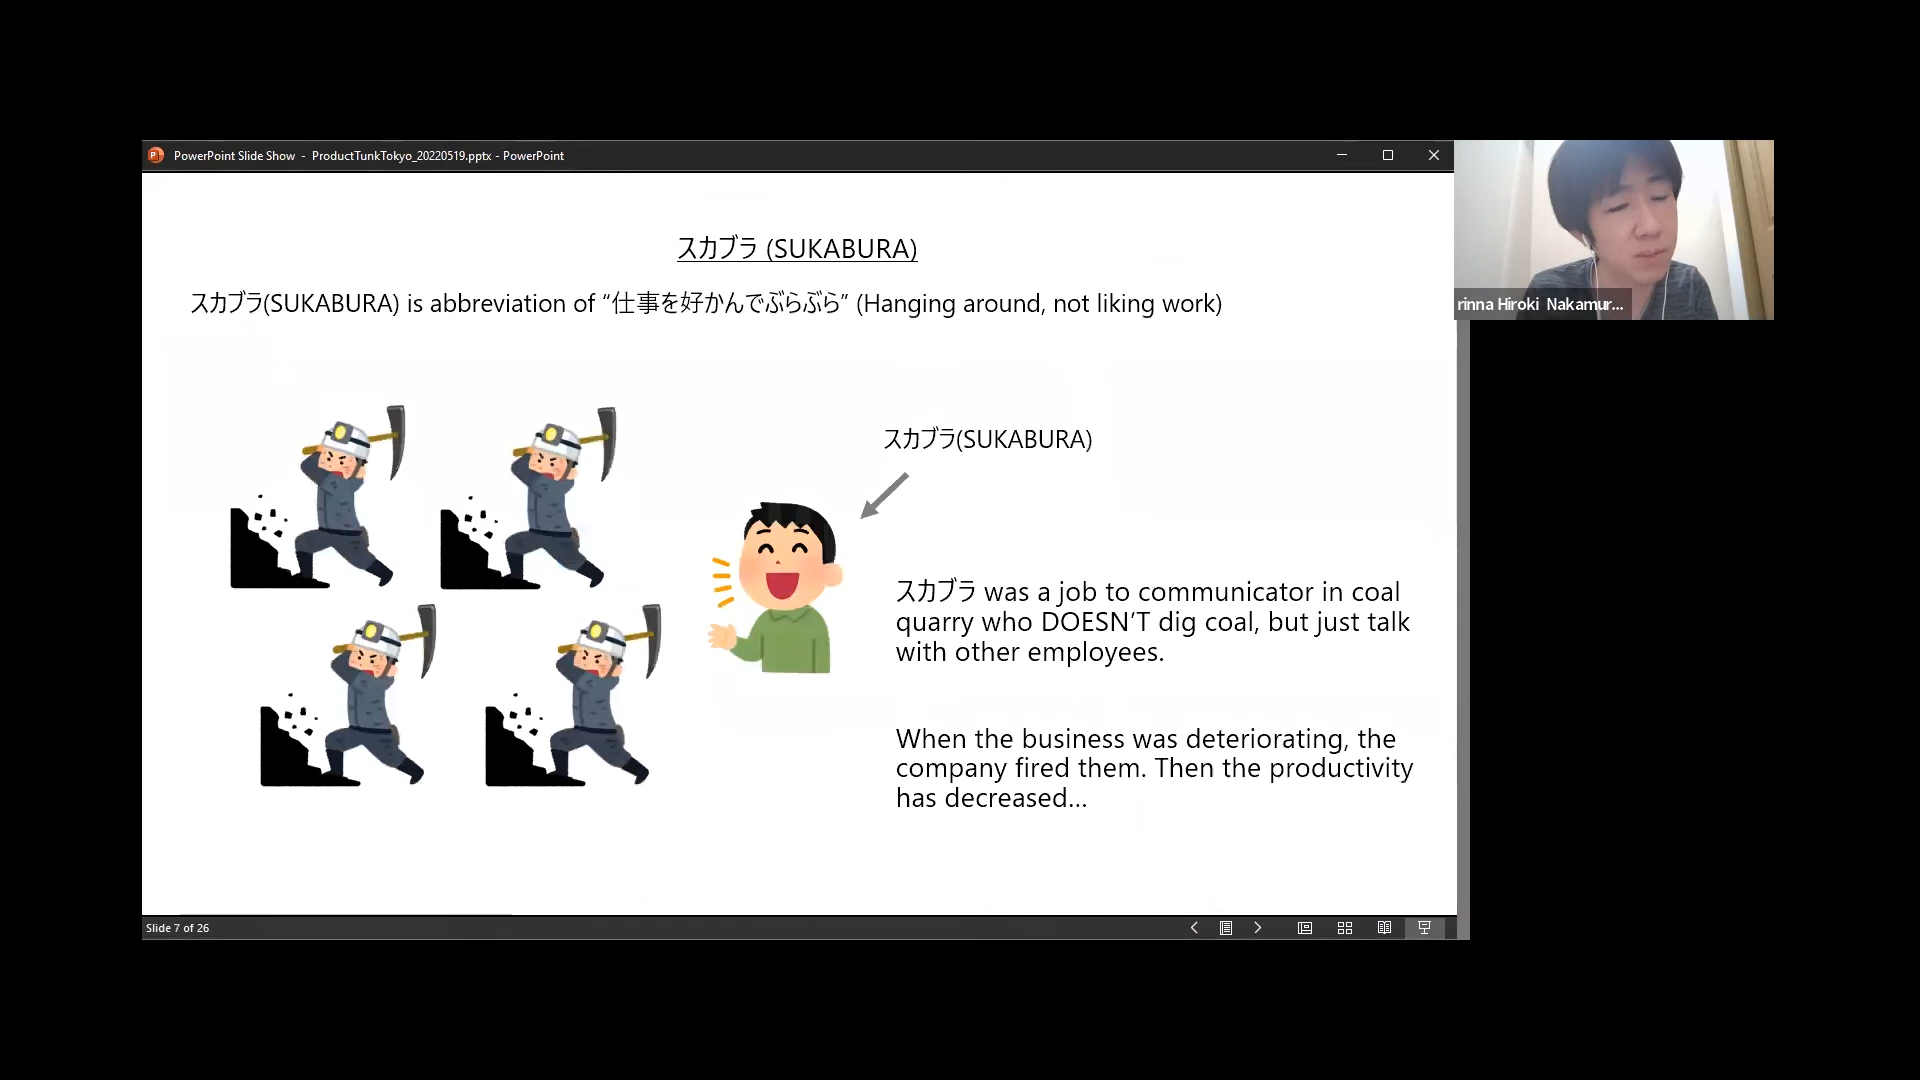 PowerPoint Slide Show - ProductTunkTokyo_20220519.pptx - PowerPoint
スカブラ (SUKABURA)
スカブラ(SUKABURA) is abbreviation of “仕事を好かんでぶらぶら” (Hanging around, not liking work)
rinna Hiroki Nakamur...
スカブラ(SUKABURA)
スカブラ was a job to communicator in coal
quarry who DOESN'T dig coal, but just talk
with other employees.
When the business was deteriorating, the
company fired them. Then the productivity
has decreased...
Slide 7 of 26